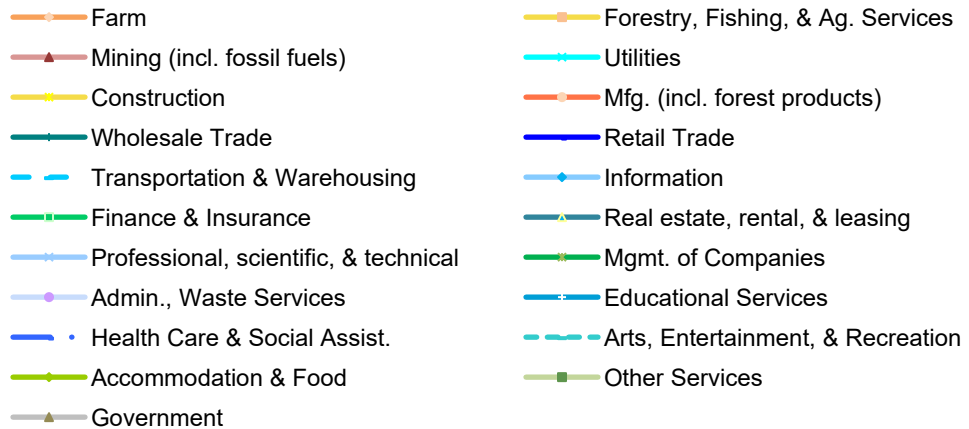 Farm
Forestry, Fishing, & Ag. Services
Mining (incl. fossil fuels)
Utilities
Construction
Mfg. (incl. forest products)
Wholesale Trade
Retail Trade
Transportation & Warehousing
Information
Finance & Insurance
Real estate, rental, & leasing
Professional, scientific, & technical
Mgmt. of Companies
Admin., Waste Services
Educational Services
Health Care & Social Assist.
Arts, Entertainment, & Recreation
Accommodation & Food
Other Services
Government